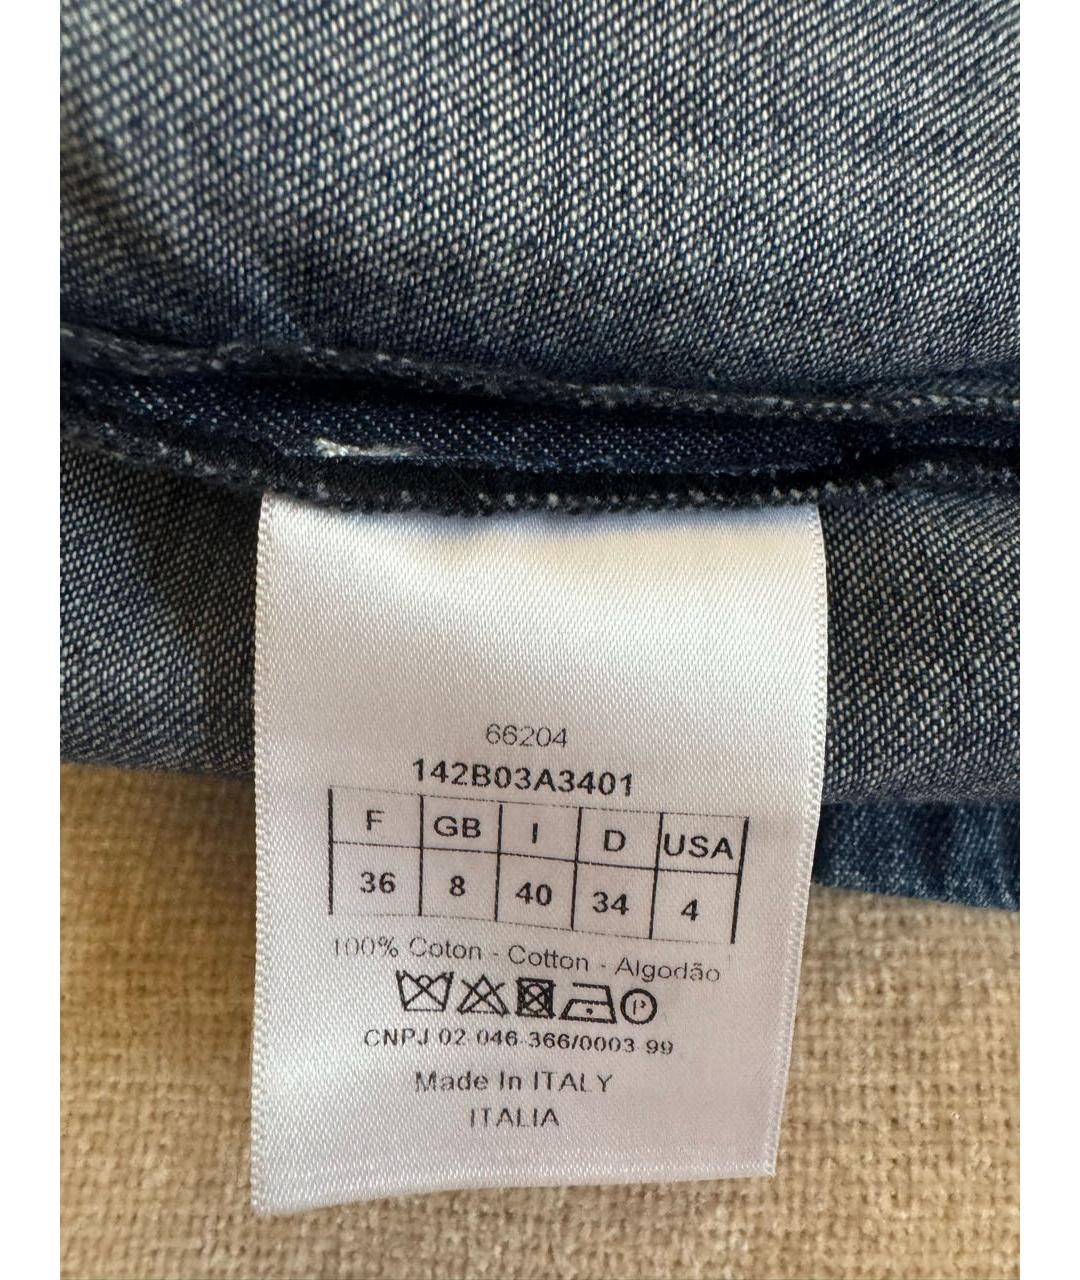 66204
142B03A3401
F GB I D USA
36 8 40 34 4
100% Coton - Cotton - Algodão
P
CNPJ 02 046 366/0003 99
Made In ITALY
ITALIA